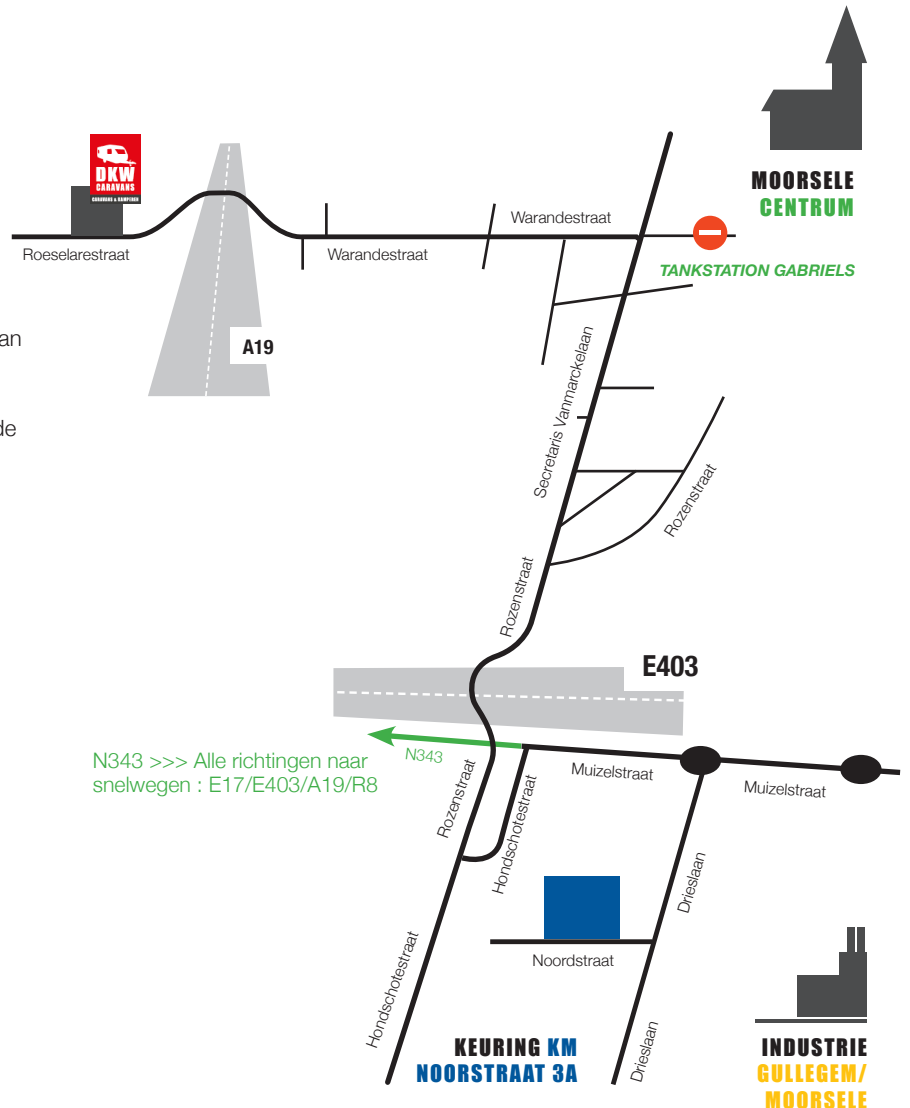 MOORSELE
CENTRUM
DKW
CARAVANS
CARAVANS & KAMPEREN
Warandestraat
Roeselarestraat
Warandestraat
TANKSTATION GABRIELS
an
A19
de
Secretaris Vanmarckelaan
Rozenstraat
Rozenstraat
E403
N343 >>> Alle richtingen naar
snelwegen : E17/E403/A19/R8
N343
Muizelstraat
Muizelstraat
Rozenstraat
Hondschotestraat
Drieslaan
Noordstraat
Hondschotestraat
Drieslaan
KEURING KM
NOORSTRAAT 3A
INDUSTRIE
GULLEGEM/
MOORSELE